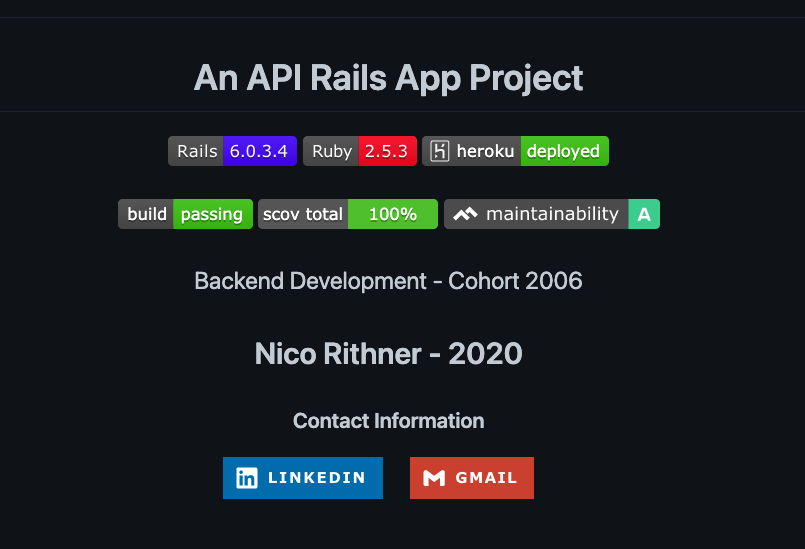 An API Rails App Project
Rails 6.0.3.4 Ruby 2.5.3 heroku deployed
build passing scov total 100% maintainability A
Backend Development - Cohort 2006
Nico Rithner - 2020
Contact Information
LINKEDIN GMAIL